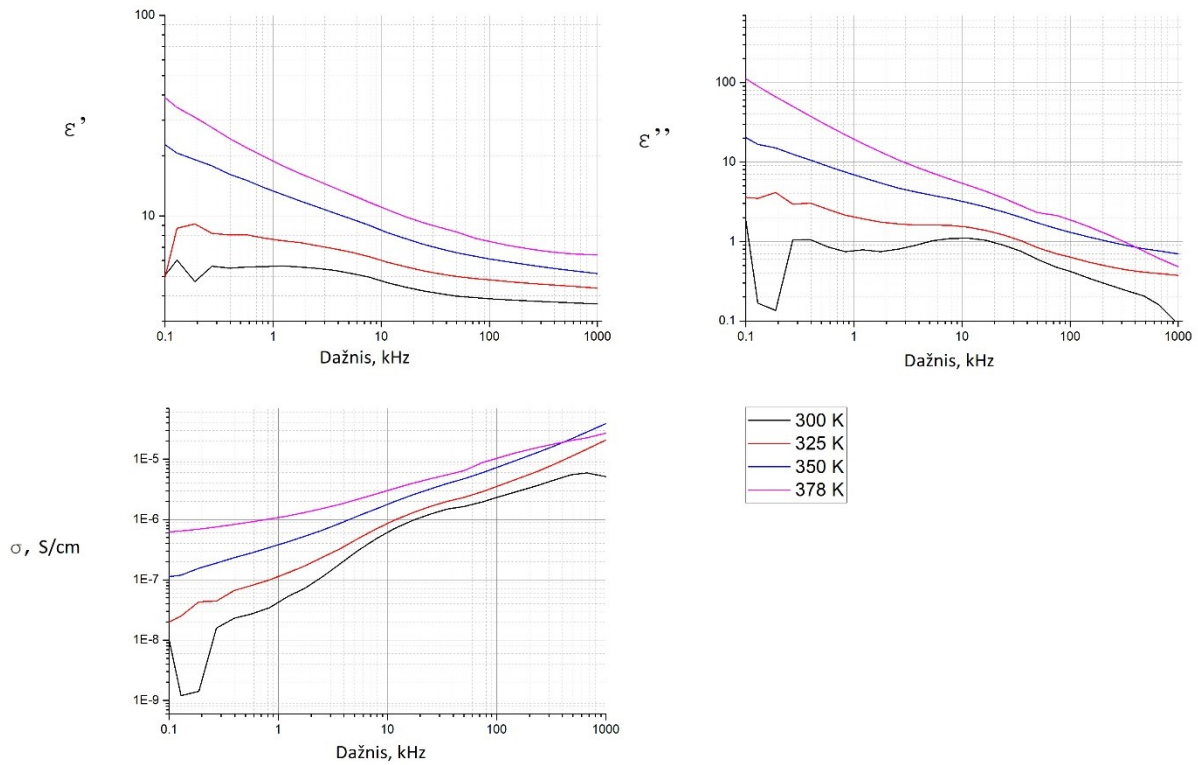 100
10
ε’
0.1 1 10 100 1000
Dažnis, kHz
100
10
1
0.1
ε’’
0.1 1 10 100 1000
Dažnis, kHz
1E-5
1E-6
1E-7
1E-8
1E-9
σ, S/cm
0.1 1 10 100 1000
Dažnis, kHz
300 K
325 K
350 K
378 K